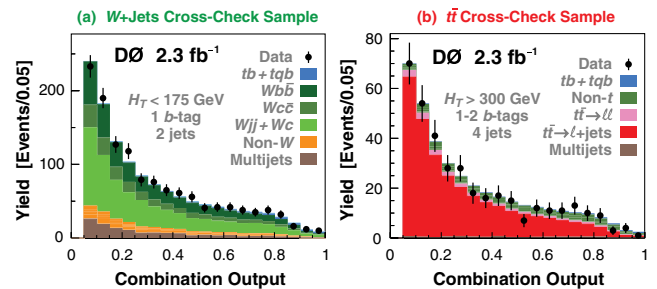 (a) W+Jets Cross-Check Sample
DØ 2.3 fb⁻¹
Yield [Events/0.05]
200
100
0
H_T < 175 GeV
1 b-tag
2 jets
Data
tb+tqb
Wbb̄
Wcc̄
Wjj+Wc
Non-W
Multijets
0 0.2 0.4 0.6 0.8 1
Combination Output
(b) tt̄ Cross-Check Sample
DØ 2.3 fb⁻¹
Yield [Events/0.05]
80
60
40
20
0
H_T > 300 GeV
1-2 b-tags
4 jets
Data
tb+tqb
Non-t
tt̄→ℓℓ
tt̄→ℓ+jets
Multijets
0 0.2 0.4 0.6 0.8 1
Combination Output